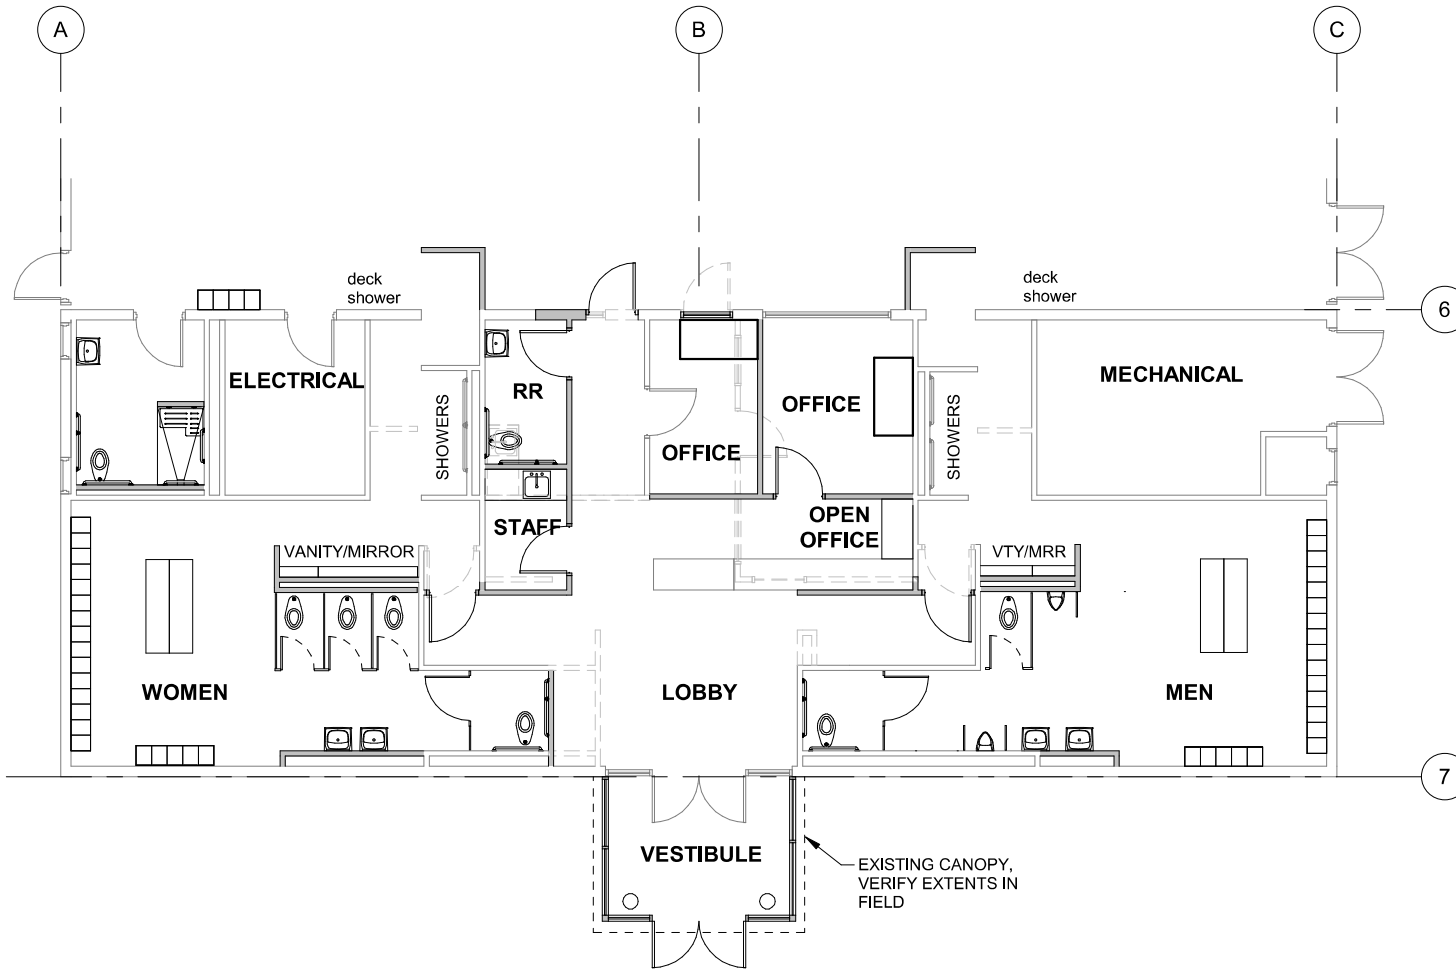 A
B
C
deck
shower
deck
shower
6
ELECTRICAL
RR
MECHANICAL
SHOWERS
OFFICE
SHOWERS
OFFICE
STAFF
OPEN
OFFICE
VANITY/MIRROR
VTY/MRR
WOMEN
LOBBY
MEN
7
VESTIBULE
EXISTING CANOPY,
VERIFY EXTENTS IN
FIELD